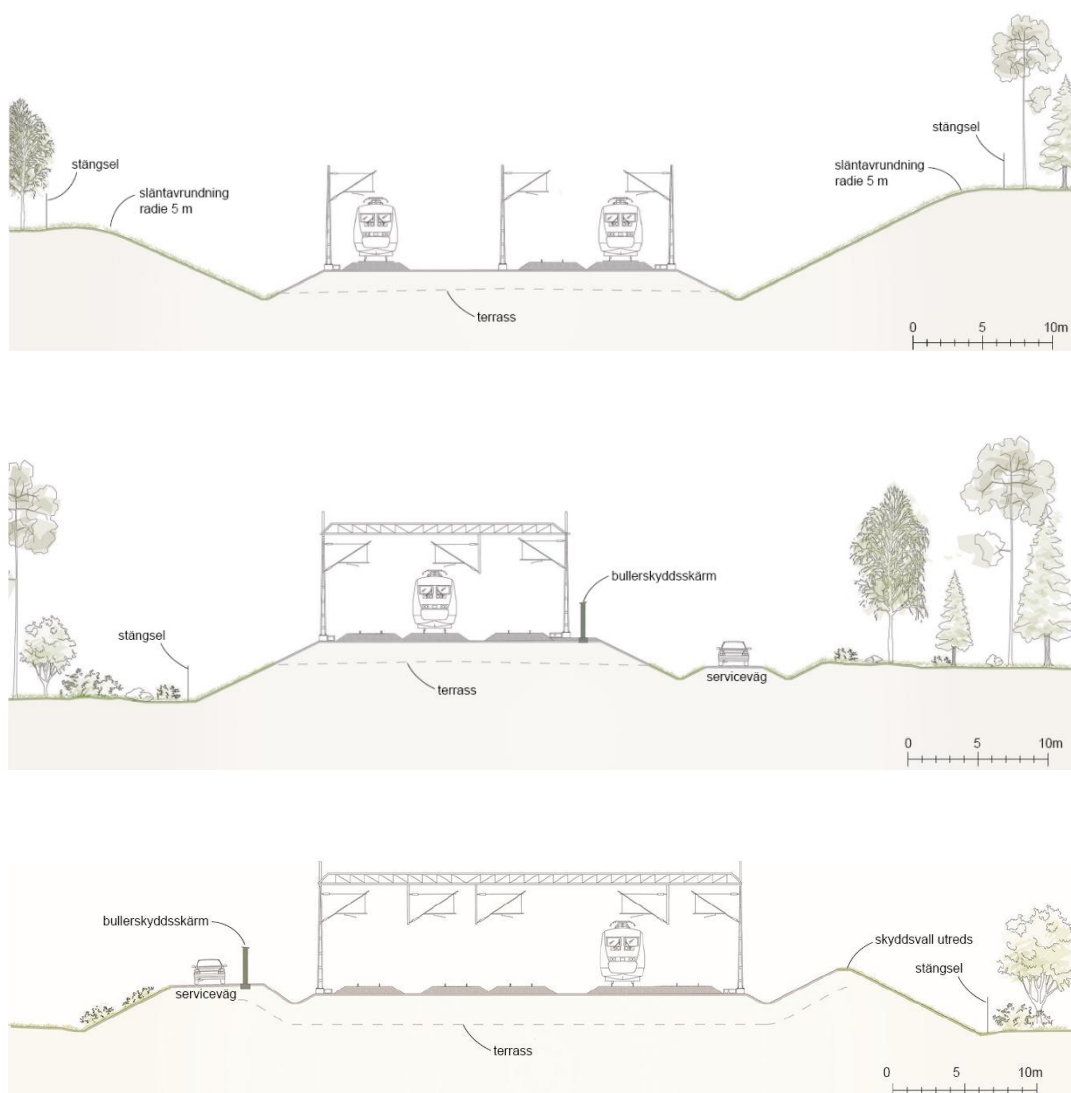 stängsel
släntavrundning
radie 5 m
stängsel
släntavrundning
radie 5 m
terrass
0 5 10m
bullerskyddsskärm
stängsel
terrass
serviceväg
0 5 10m
bullerskyddsskärm
skyddsvall utreds
stängsel
serviceväg
terrass
0 5 10m